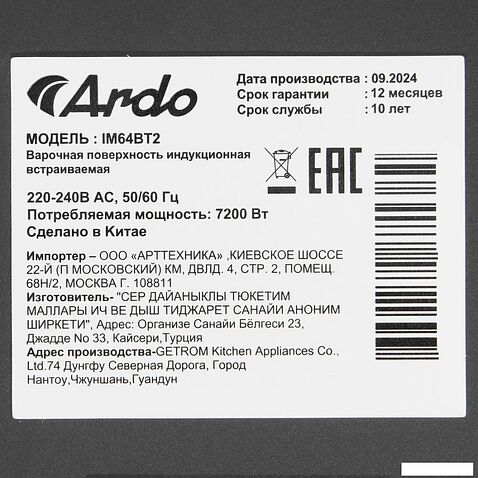 Ardo
Дата производства : 09.2024
Срок гарантии : 12 месяцев
Срок службы : 10 лет
МОДЕЛЬ : IM64BT2
Варочная поверхность индукционная
встраиваемая
EAC
220-240В АС, 50/60 Гц
Потребляемая мощность: 7200 Вт
Сделано в Китае
Импортер – ООО «АРТТЕХНИКА» ,КИЕВСКОЕ ШОССЕ
22-Й (П МОСКОВСКИЙ) КМ, ДВЛД. 4, СТР. 2, ПОМЕЩ.
68Н/2, МОСКВА Г. 108811
Изготовитель- "СЕР ДАЙАНЫКЛЫ ТЮКЕТИМ
МАЛЛАРЫ ИЧ ВЕ ДЫШ ТИДЖАРЕТ САНАЙИ АНОНИМ
ШИРКЕТИ", Адрес: Организе Санайи Бёлгеси 23,
Джадде No 33, Кайсери,Турция
Адрес производства-GETROM Kitchen Appliances Co.,
Ltd.74 Дунгфу Северная Дорога, Город
Нантоу,Чжуншань,Гуандун